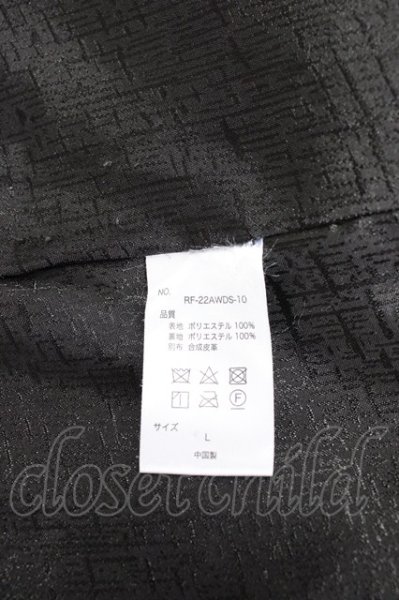 NO.
RF-22AWDS-10
品質
表地 ポリエステル 100%
裏地 ポリエステル 100%
別布 合成皮革
F
サイズ
L
中国製
closet child